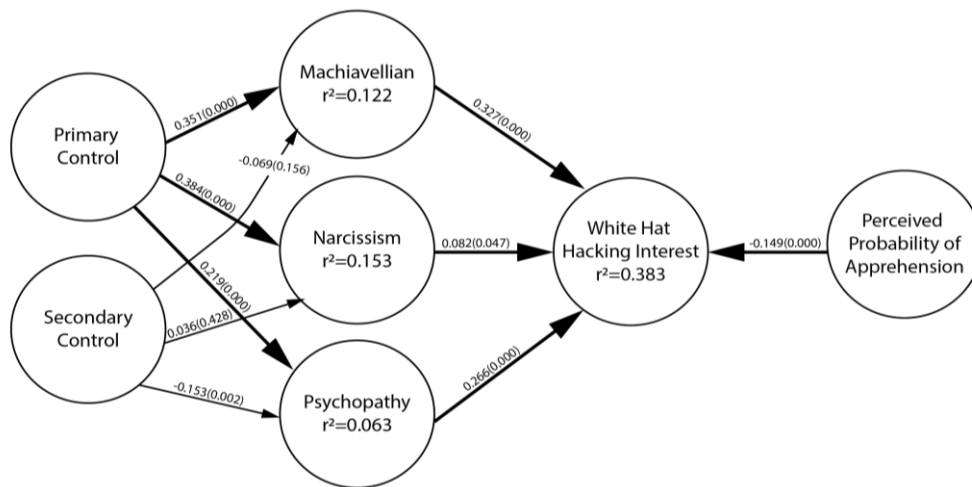 Machiavellian
r²=0.122
0.351(0.000)
0.327(0.000)
Primary
Control
-0.069(0.156)
0.384(0.000)
Narcissism
r²=0.153
0.082(0.047)
White Hat
Hacking Interest
r²=0.383
-0.149(0.000)
Perceived
Probability of
Apprehension
0.219(0.000)
Secondary
Control
0.036(0.428)
-0.153(0.002)
0.266(0.000)
Psychopathy
r²=0.063